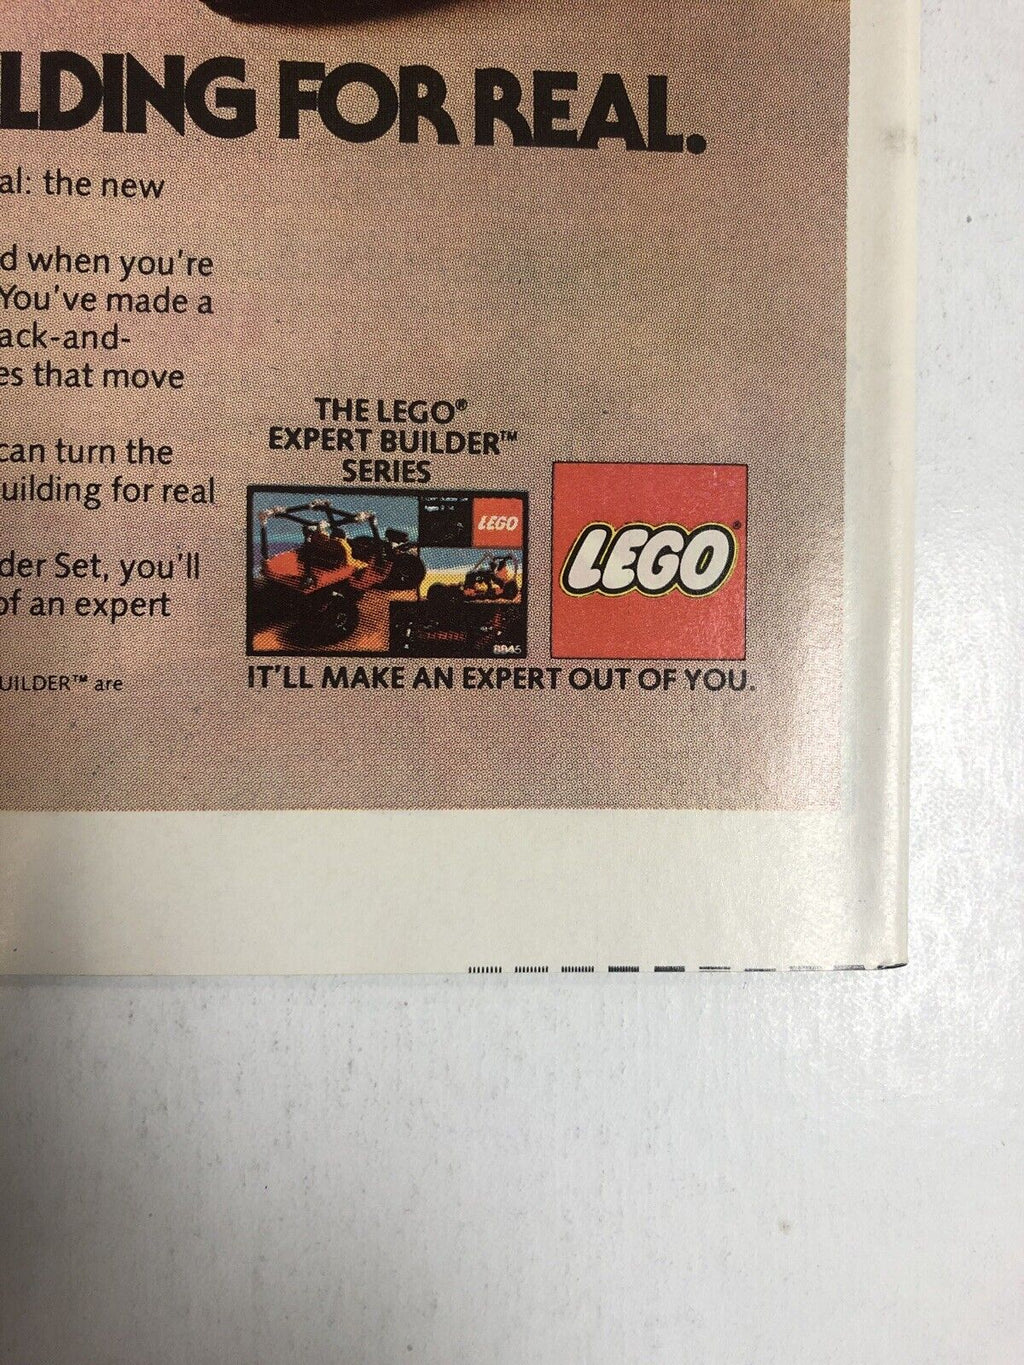 LDING FOR REAL.
al: the new
d when you're
You've made a
ack-and-
es that move
can turn the
uilding for real
der Set, you'll
of an expert
UILDER™ are
THE LEGO®
EXPERT BUILDER™
SERIES
LEGO
8845
LEGO®
IT'LL MAKE AN EXPERT OUT OF YOU.